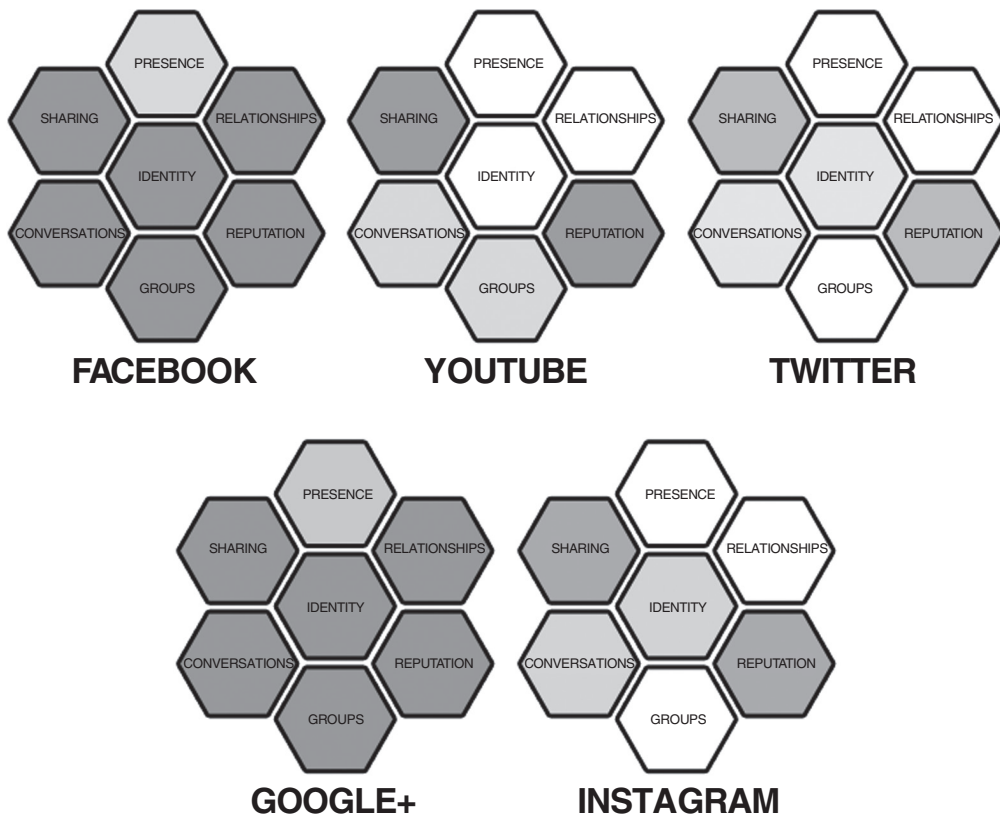 PRESENCE
SHARING
RELATIONSHIPS
IDENTITY
CONVERSATIONS
REPUTATION
GROUPS
FACEBOOK
PRESENCE
SHARING
RELATIONSHIPS
IDENTITY
CONVERSATIONS
REPUTATION
GROUPS
YOUTUBE
PRESENCE
SHARING
RELATIONSHIPS
IDENTITY
CONVERSATIONS
REPUTATION
GROUPS
TWITTER
PRESENCE
SHARING
RELATIONSHIPS
IDENTITY
CONVERSATIONS
REPUTATION
GROUPS
GOOGLE+
PRESENCE
SHARING
RELATIONSHIPS
IDENTITY
CONVERSATIONS
REPUTATION
GROUPS
INSTAGRAM